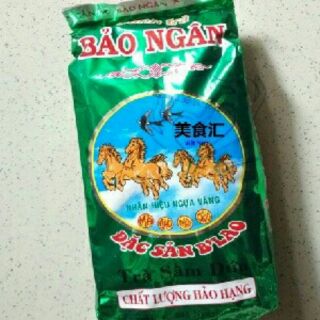 BẢO NGÂN
美食汇
NHÃN HIỆU NGỰA VÀNG
ĐẶC SẢN B'LAO
Trà Sâm Dứa
CHẤT LƯỢNG HẢO HẠNG